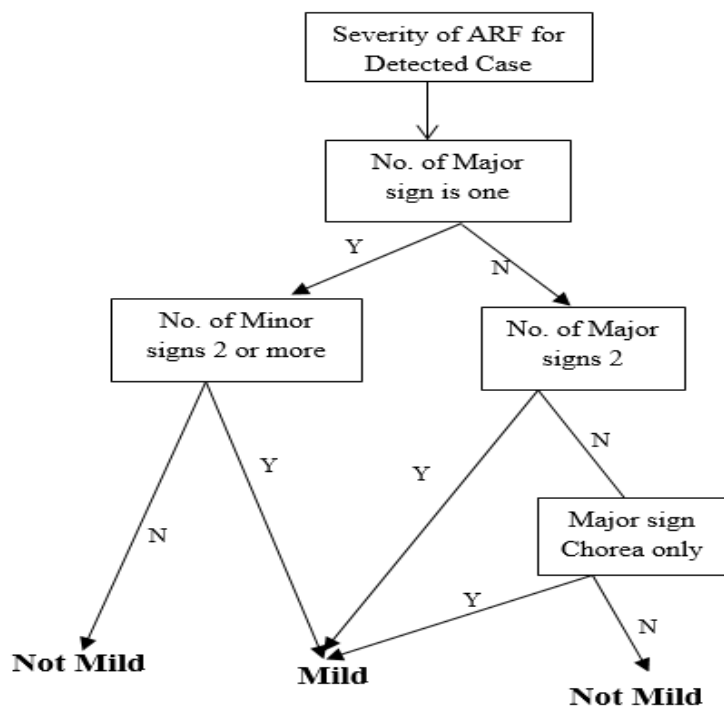 Severity of ARF for
Detected Case
No. of Major
sign is one
Y
N
No. of Minor
signs 2 or more
No. of Major
signs 2
N
Y
Y
N
Major sign
Chorea only
Y
N
Not Mild
Mild
Not Mild